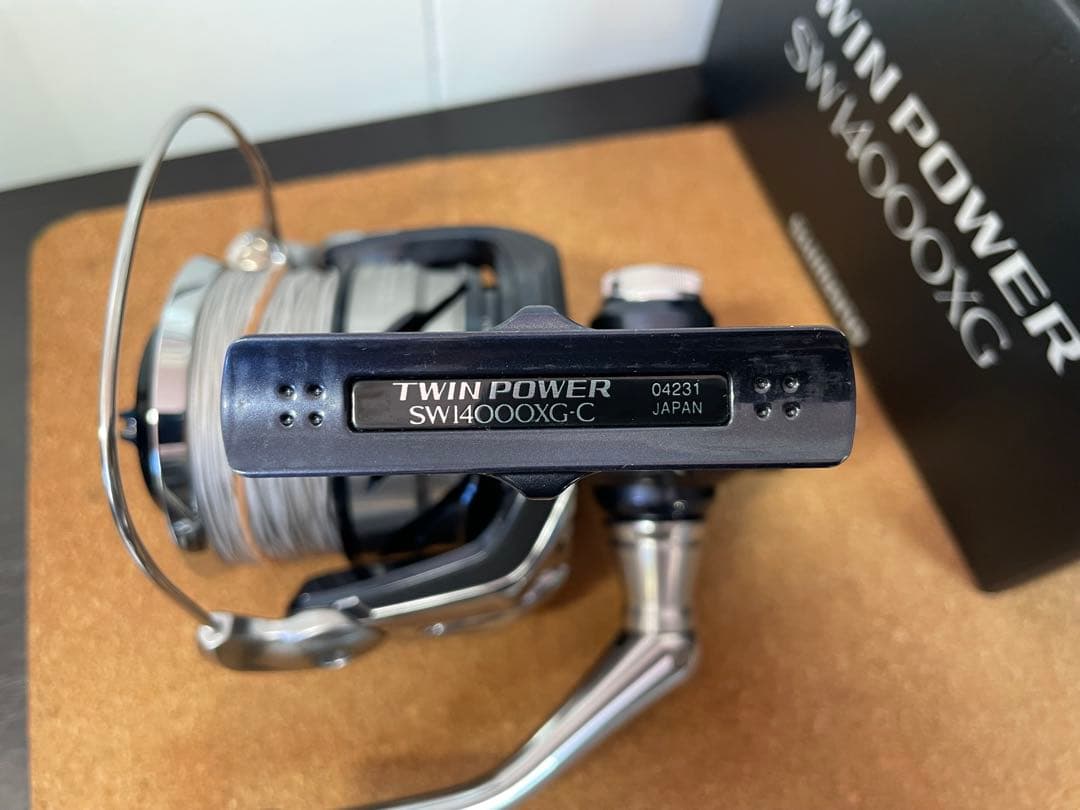 TWIN POWER
SW14000XG-C
04231
JAPAN
WIN POWER
SW14000XG